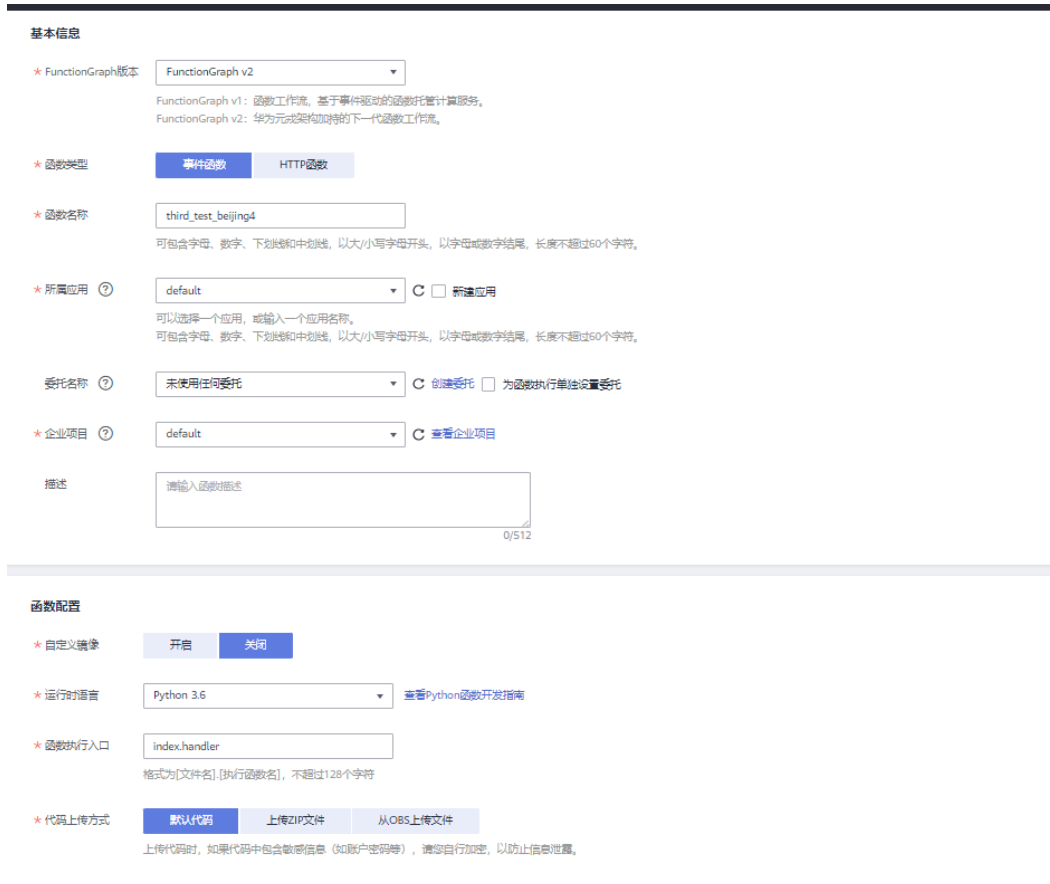 基本信息
* FunctionGraph版本 FunctionGraph v2
FunctionGraph v1：函数工作流，基于事件驱动的函数托管计算服务。
FunctionGraph v2：华为元戎架构加持的下一代函数工作流。
* 函数类型 事件函数 HTTP函数
* 函数名称 third_test_beijing4
可包含字母、数字、下划线和中划线，以大/小写字母开头，以字母或数字结尾，长度不超过60个字符。
* 所属应用 ? default 新建应用
可以选择一个应用，或输入一个应用名称。
可包含字母、数字、下划线和中划线，以大/小写字母开头，以字母或数字结尾，长度不超过60个字符。
委托名称 ? 未使用任何委托 创建委托 为函数执行单独设置委托
* 企业项目 ? default 查看企业项目
描述 请输入函数描述
0/512
函数配置
* 自定义镜像 开启 关闭
* 运行时语言 Python 3.6 查看Python函数开发指南
* 函数执行入口 index.handler
格式为[文件名].[执行函数名]，不超过128个字符
* 代码上传方式 默认代码 上传ZIP文件 从OBS上传文件
上传代码时，如果代码中包含敏感信息（如账户密码等），请您自行加密，以防止信息泄露。